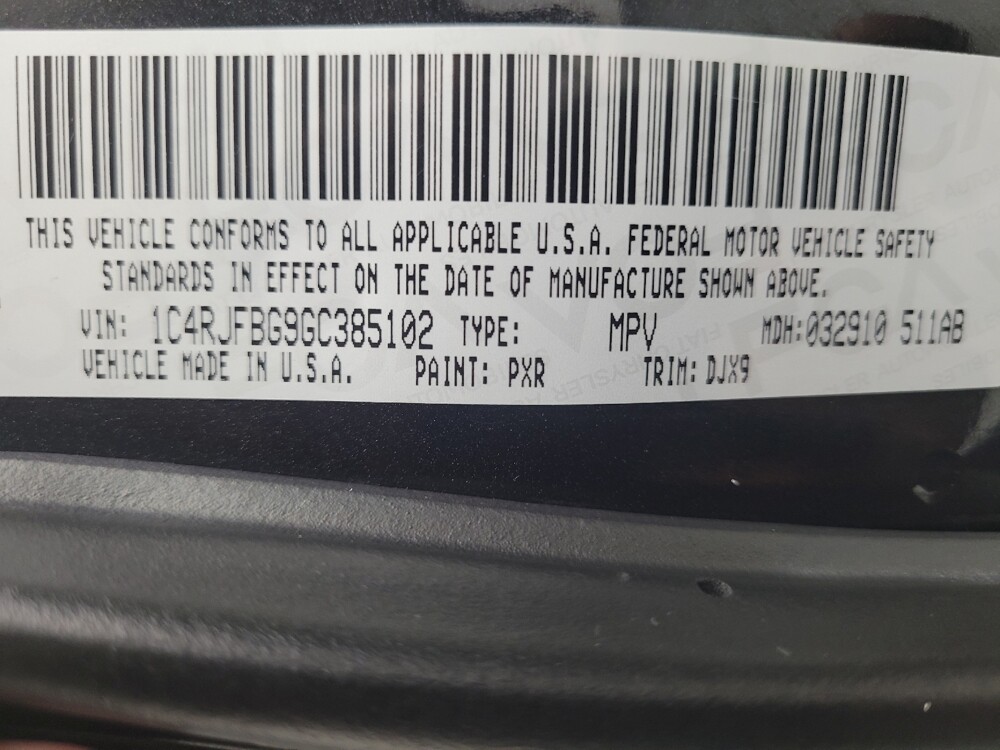 THIS VEHICLE CONFORMS TO ALL APPLICABLE U.S.A. FEDERAL MOTOR VEHICLE SAFETY
STANDARDS IN EFFECT ON THE DATE OF MANUFACTURE SHOWN ABOVE.
VIN: 1C4RJFBG9GC385102 TYPE: MPV MDH:032910 511AB
VEHICLE MADE IN U.S.A. PAINT: PXR TRIM: DJX9